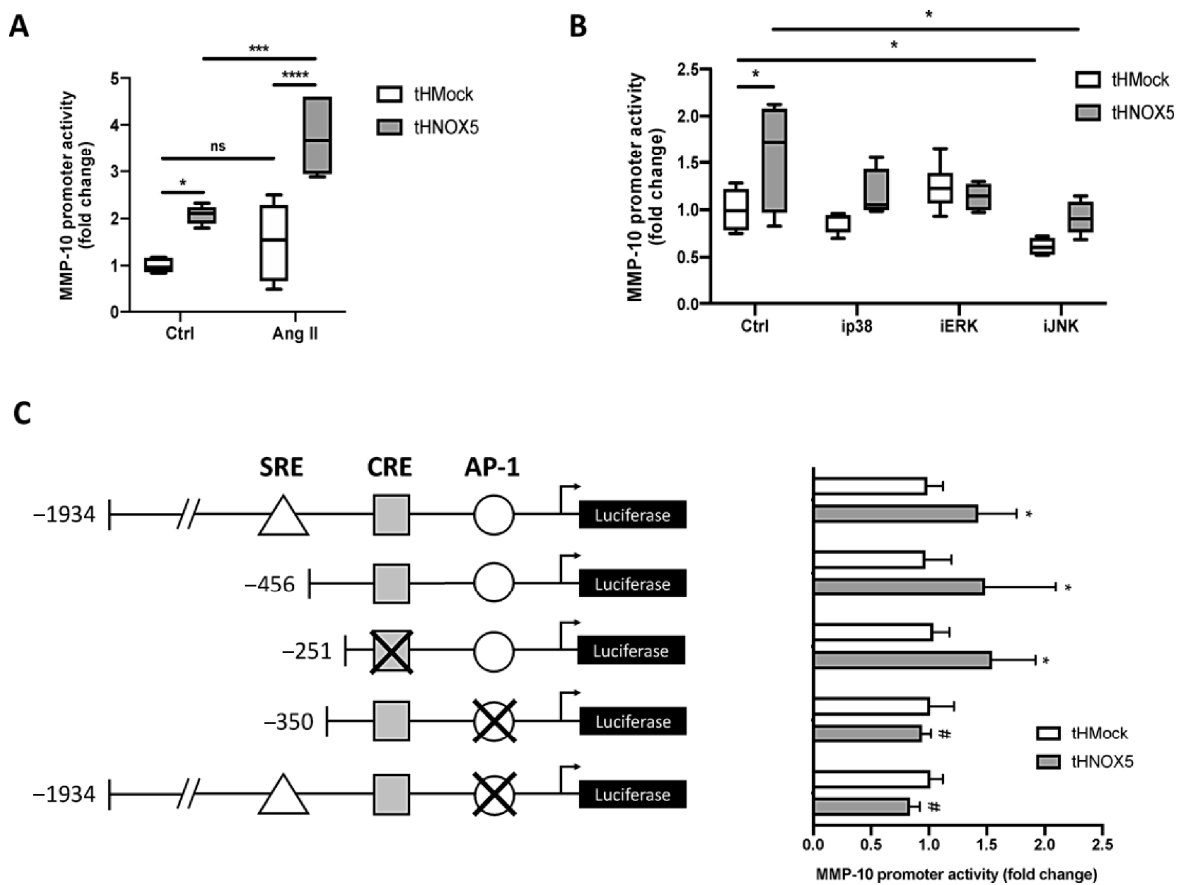 A
***
****
ns
*
MMP-10 promoter activity
(fold change)
5
4
3
2
1
0
Ctrl
Ang II
tHMock
tHNOX5
B
*
*
*
MMP-10 promoter activity
(fold change)
2.5
2.0
1.5
1.0
0.5
0.0
Ctrl
ip38
iERK
iJNK
tHMock
tHNOX5
C
SRE
CRE
AP-1
−1934
Luciferase
−456
Luciferase
−251
Luciferase
−350
Luciferase
−1934
Luciferase
*
*
*
#
#
tHMock
tHNOX5
0.0
0.5
1.0
1.5
2.0
2.5
MMP-10 promoter activity (fold change)